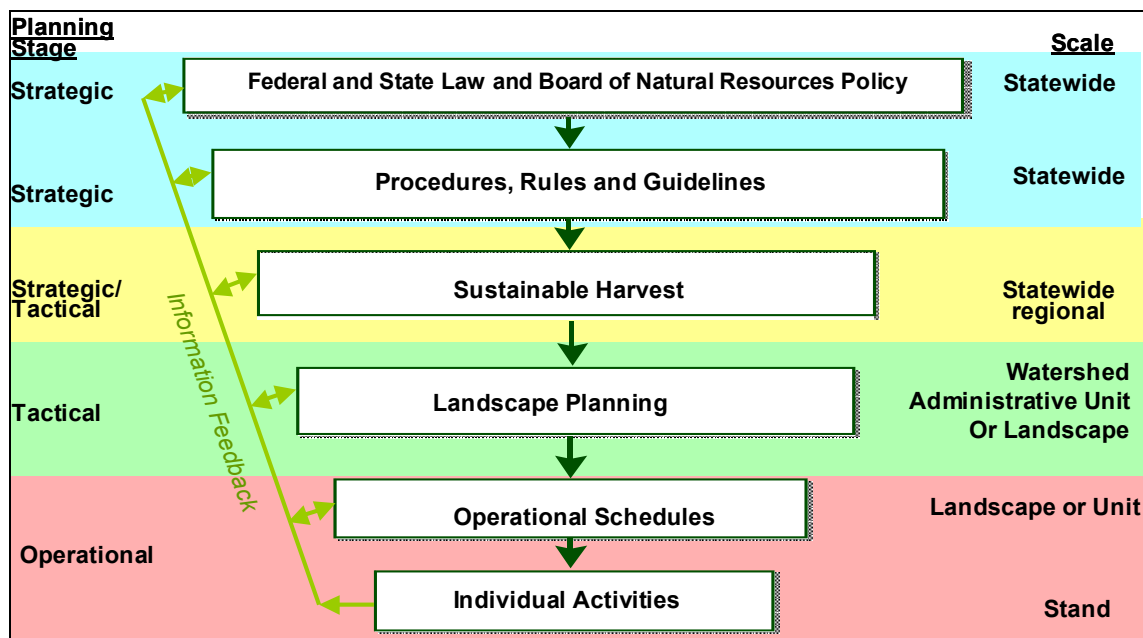 Planning
Stage
Scale
Strategic
Federal and State Law and Board of Natural Resources Policy
Statewide
Strategic
Procedures, Rules and Guidelines
Statewide
Strategic/
Tactical
Sustainable Harvest
Statewide
regional
Information Feedback
Tactical
Landscape Planning
Watershed
Administrative Unit
Or Landscape
Operational
Operational Schedules
Landscape or Unit
Individual Activities
Stand